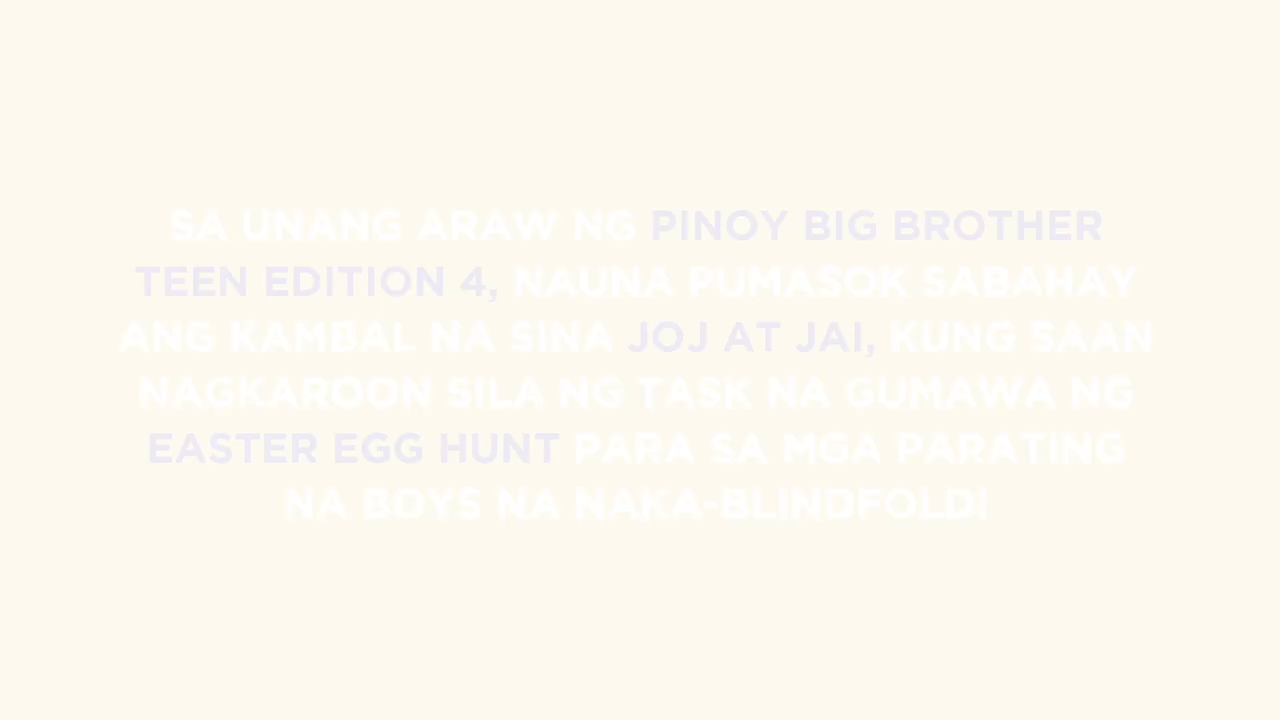 SA UNANG ARAW NG PINOY BIG BROTHER
TEEN EDITION 4, NAUNA PUMASOK SABAHAY
ANG KAMBAL NA SINA JOJ AT JAI, KUNG SAAN
NAGKAROON SILA NG TASK NA GUMAWA NG
EASTER EGG HUNT PARA SA MGA PARATING
NA BOYS NA NAKA-BLINDFOLD!